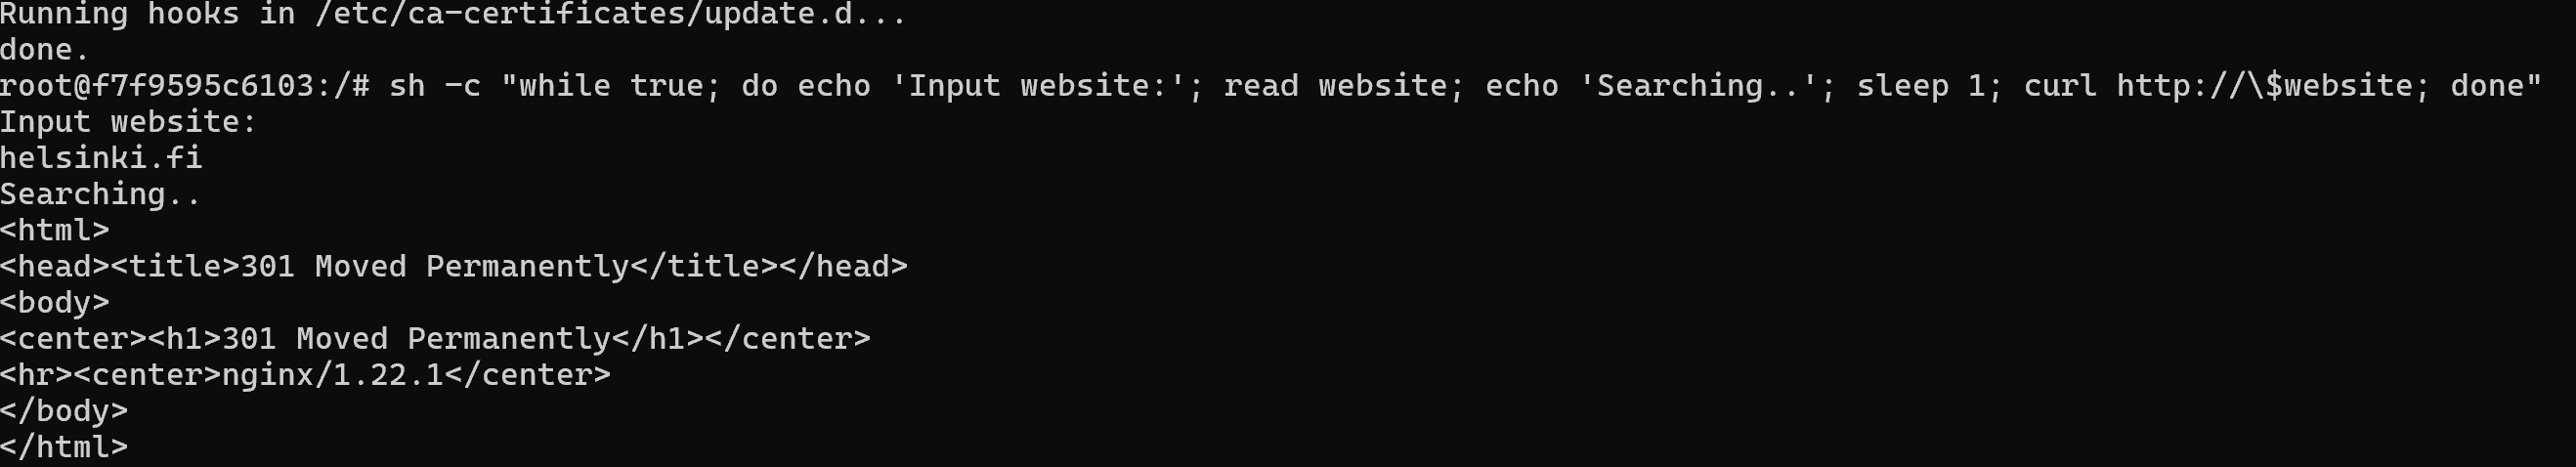 Running hooks in /etc/ca-certificates/update.d...
done.
root@f7f9595c6103:/# sh -c "while true; do echo 'Input website:'; read website; echo 'Searching..'; sleep 1; curl http://\$website; done"
Input website:
helsinki.fi
Searching..
<html>
<head><title>301 Moved Permanently</title></head>
<body>
<center><h1>301 Moved Permanently</h1></center>
<hr><center>nginx/1.22.1</center>
</body>
</html>